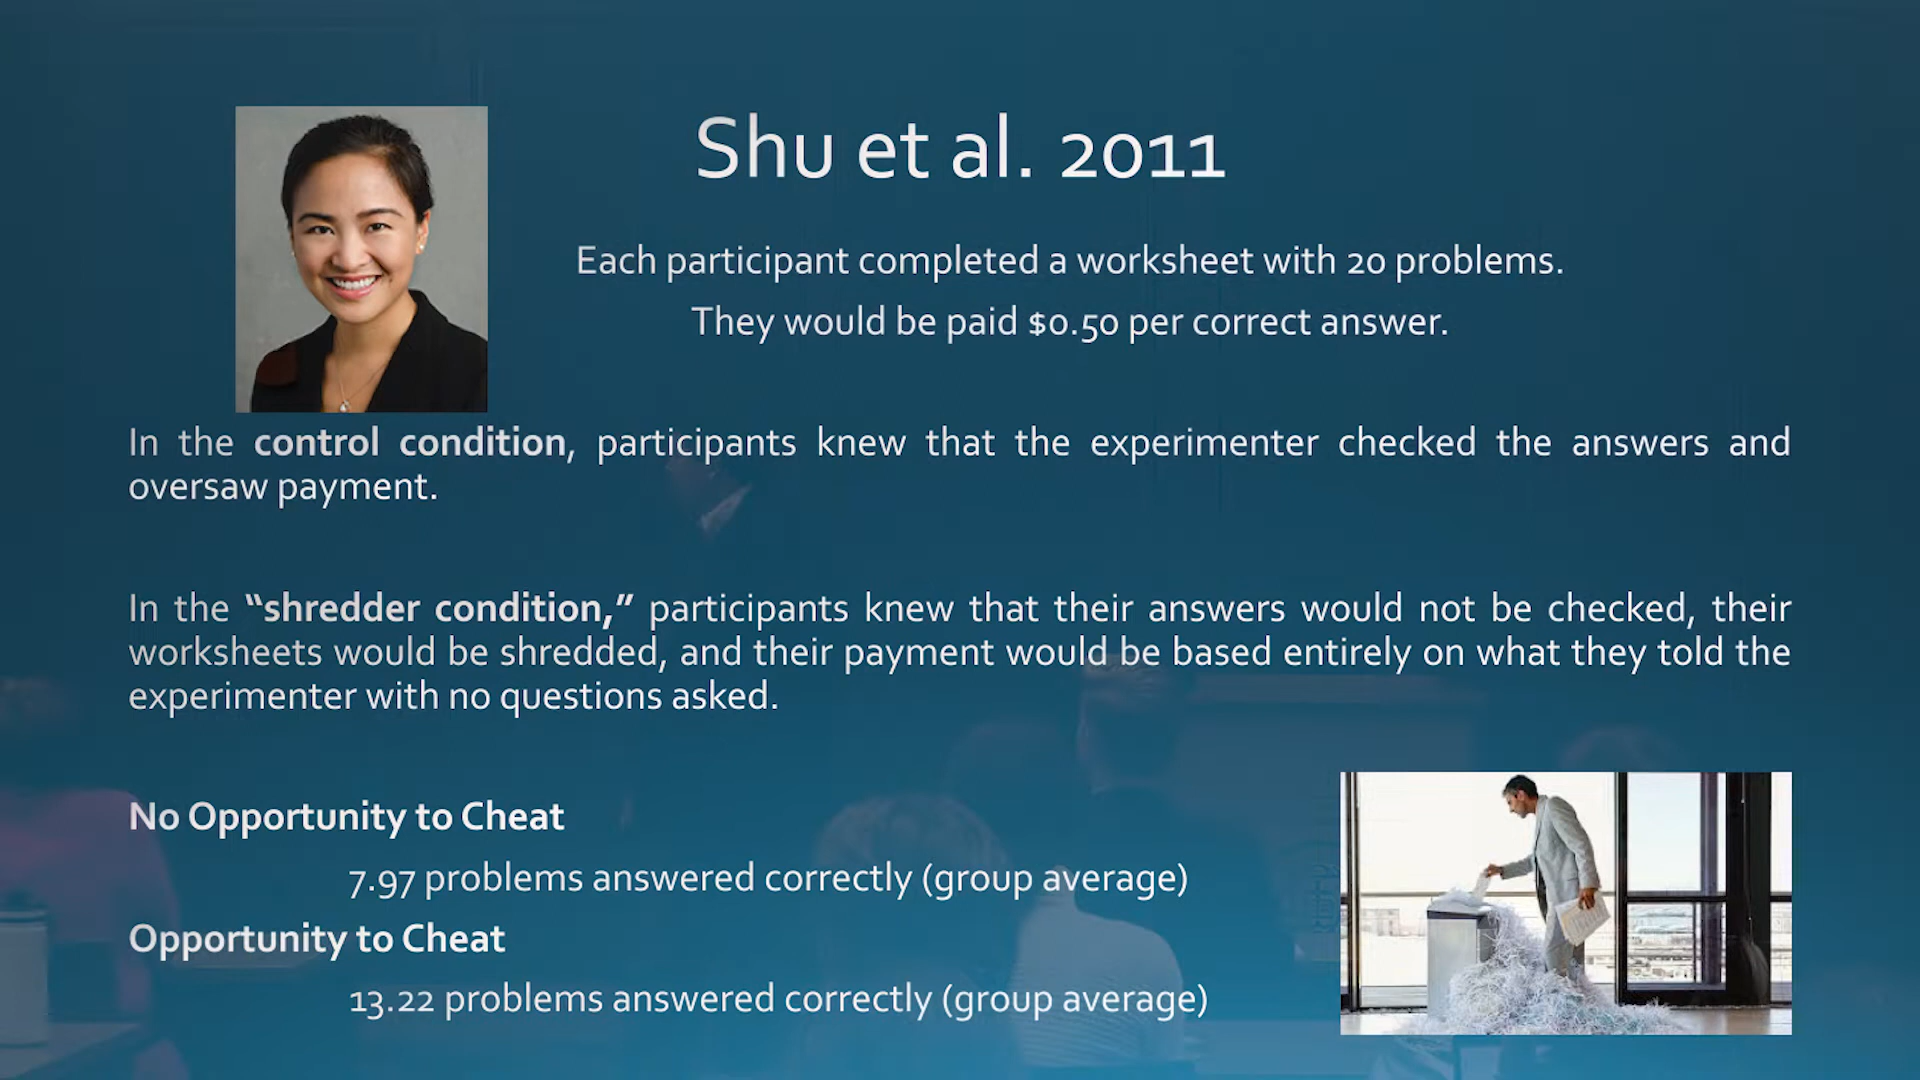 Shu et al. 2011
Each participant completed a worksheet with 20 problems.
They would be paid $0.50 per correct answer.
In the control condition, participants knew that the experimenter checked the answers and
oversaw payment.
In the “shredder condition,” participants knew that their answers would not be checked, their
worksheets would be shredded, and their payment would be based entirely on what they told the
experimenter with no questions asked.
No Opportunity to Cheat
7.97 problems answered correctly (group average)
Opportunity to Cheat
13.22 problems answered correctly (group average)